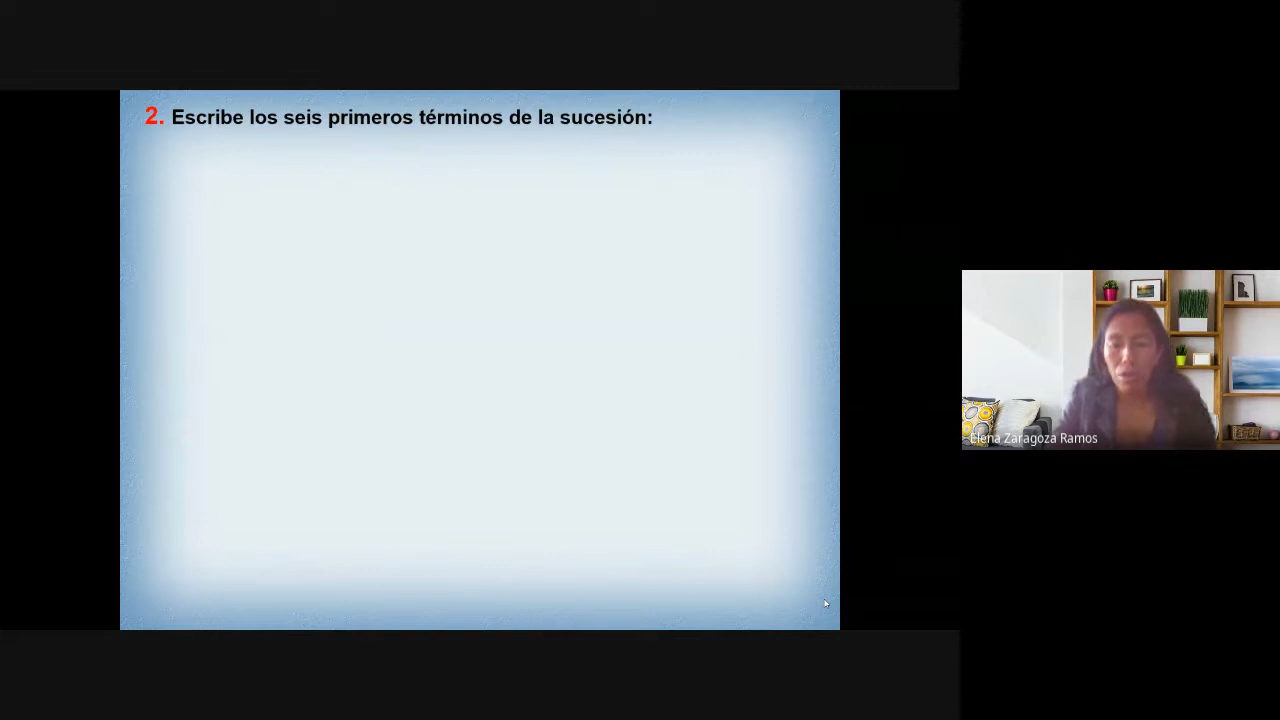 2. Escribe los seis primeros términos de la sucesión:
Elena Zaragoza Ramos